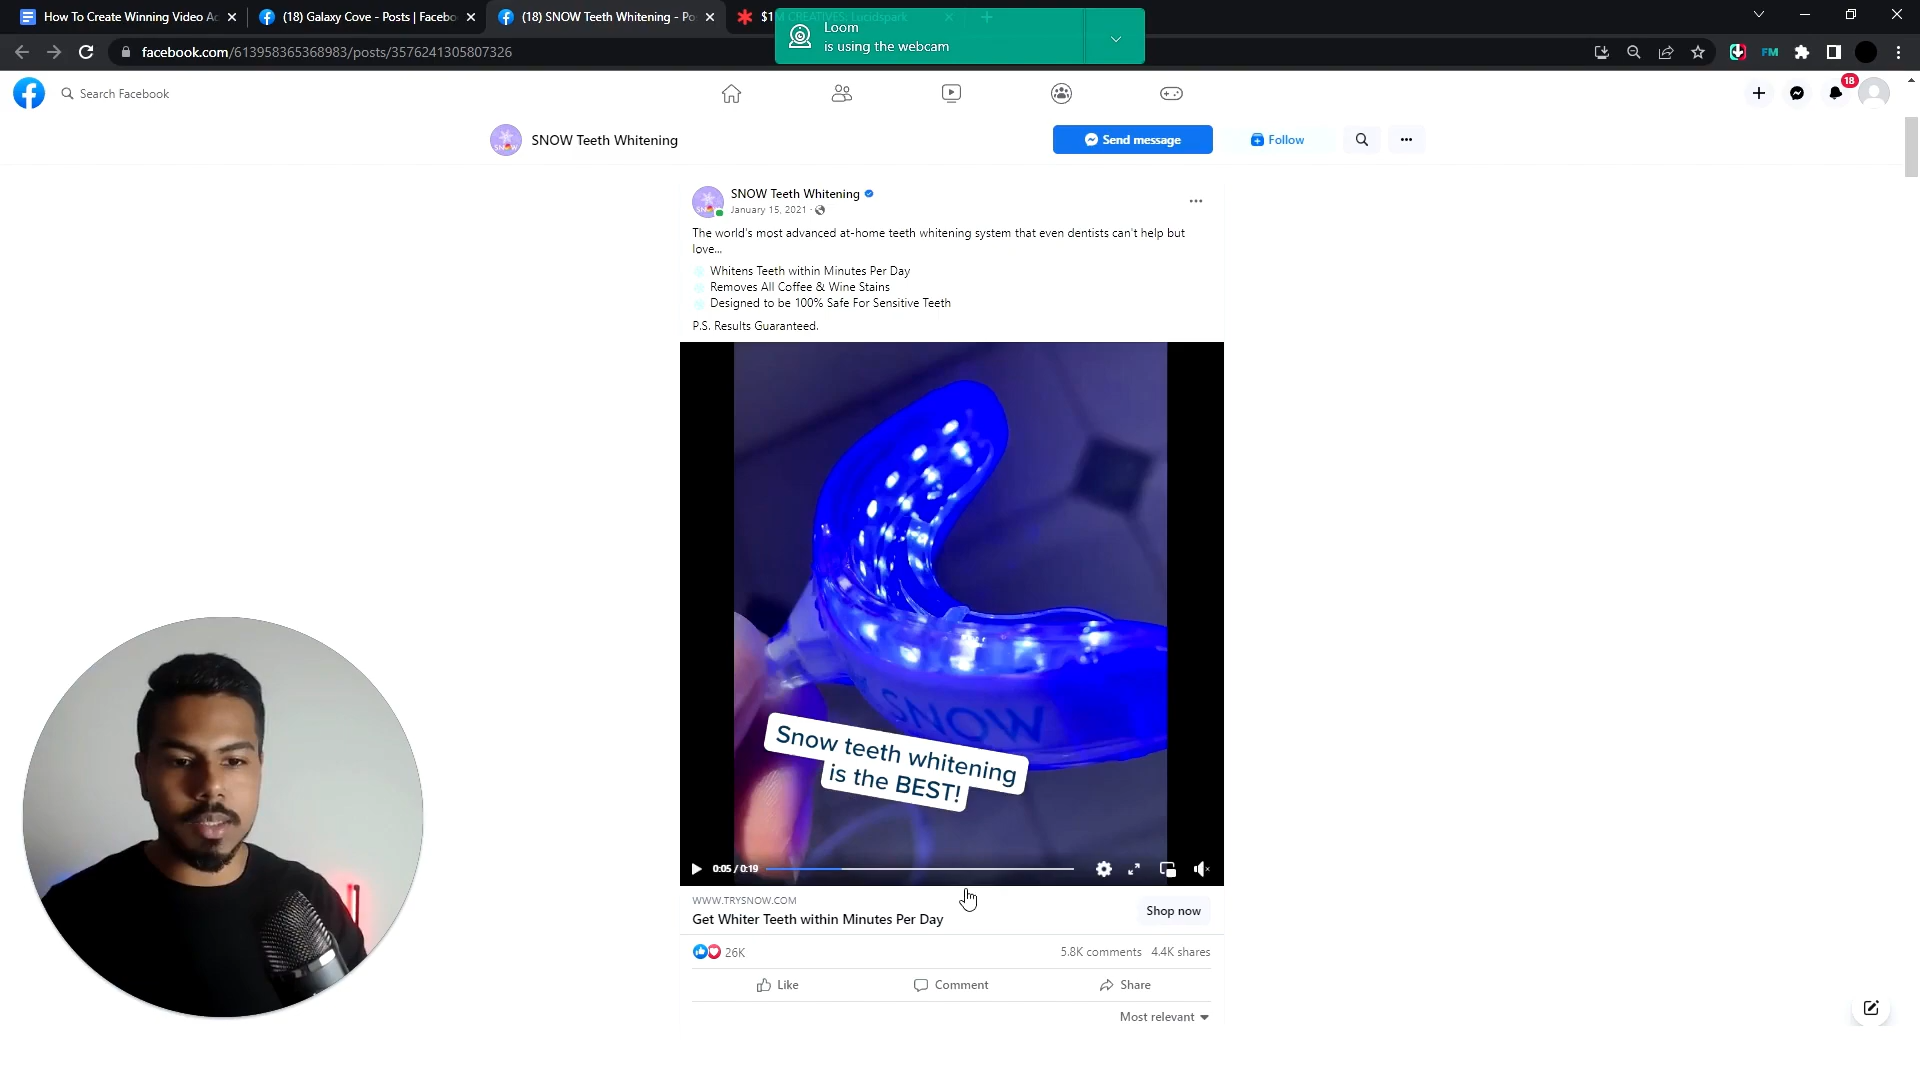 How To Create Winning Video Ac
(18) Galaxy Cove - Posts | Facebo
(18) SNOW Teeth Whitening - Po
$1M CREATIVES: Lucidspark
Loom
is using the webcam
facebook.com/613958365368983/posts/3576241305807326
FM
Search Facebook
18
SNOW Teeth Whitening
Send message
Follow
SNOW Teeth Whitening
January 15, 2021 ·
The world's most advanced at-home teeth whitening system that even dentists can't help but
love...
Whitens Teeth within Minutes Per Day
Removes All Coffee & Wine Stains
Designed to be 100% Safe For Sensitive Teeth
P.S. Results Guaranteed.
SNOW
Snow teeth whitening
is the BEST!
0:05 / 0:19
WWW.TRYSNOW.COM
Get Whiter Teeth within Minutes Per Day
Shop now
26K
5.8K comments 4.4K shares
Like
Comment
Share
Most relevant